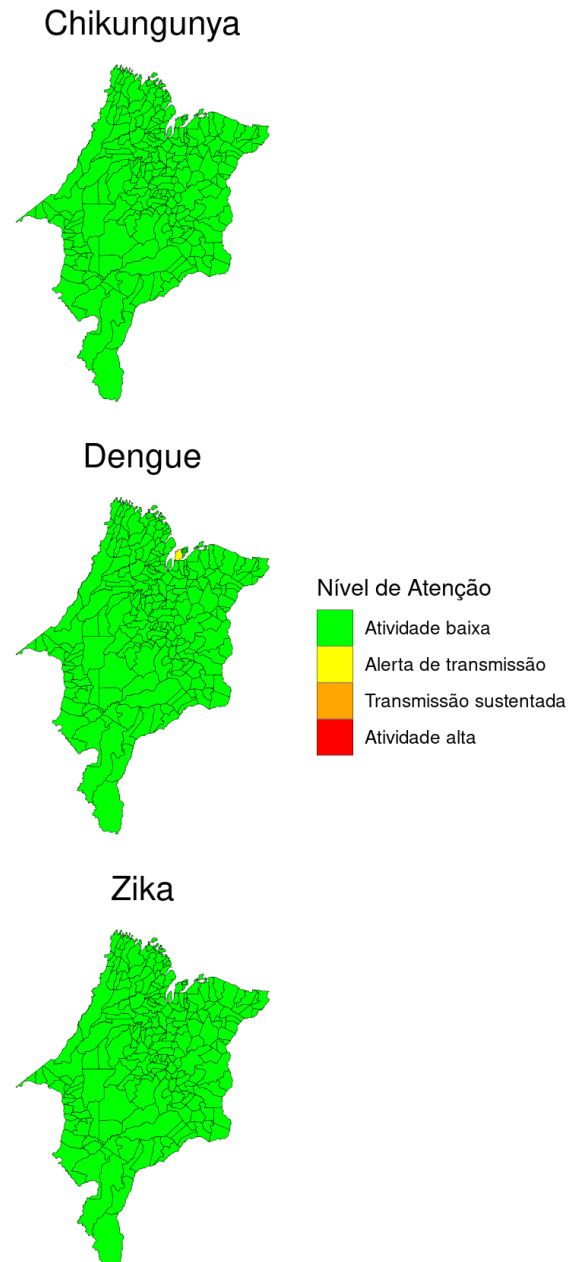 Chikungunya
Dengue
Nível de Atenção
Atividade baixa
Alerta de transmissão
Transmissão sustentada
Atividade alta
Zika